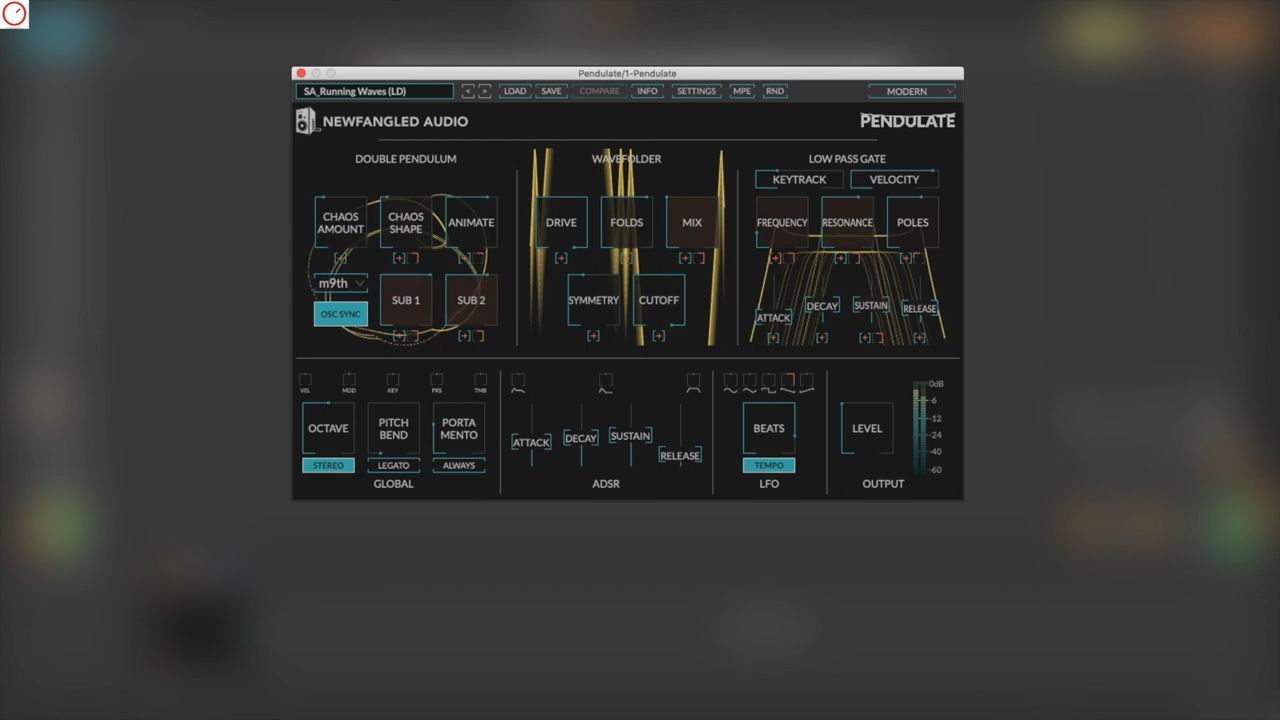 Pendulate/1-Pendulate
SA_Running Waves (LD) < > LOAD SAVE COMPARE INFO SETTINGS MPE RND MODERN
NEWFANGLED AUDIO PENDULATE
DOUBLE PENDULUM WAVEFOLDER LOW PASS GATE
KEYTRACK VELOCITY
CHAOS AMOUNT CHAOS SHAPE ANIMATE DRIVE FOLDS MIX FREQUENCY RESONANCE POLES
m9th SUB 1 SUB 2 SYMMETRY CUTOFF ATTACK DECAY SUSTAIN RELEASE
OSC SYNC
VEL MOD KEY PRS TMB
OCTAVE PITCH BEND PORTA MENTO ATTACK DECAY SUSTAIN RELEASE BEATS LEVEL
0dB
-6
-12
-24
-40
-60
STEREO LEGATO ALWAYS TEMPO
GLOBAL ADSR LFO OUTPUT